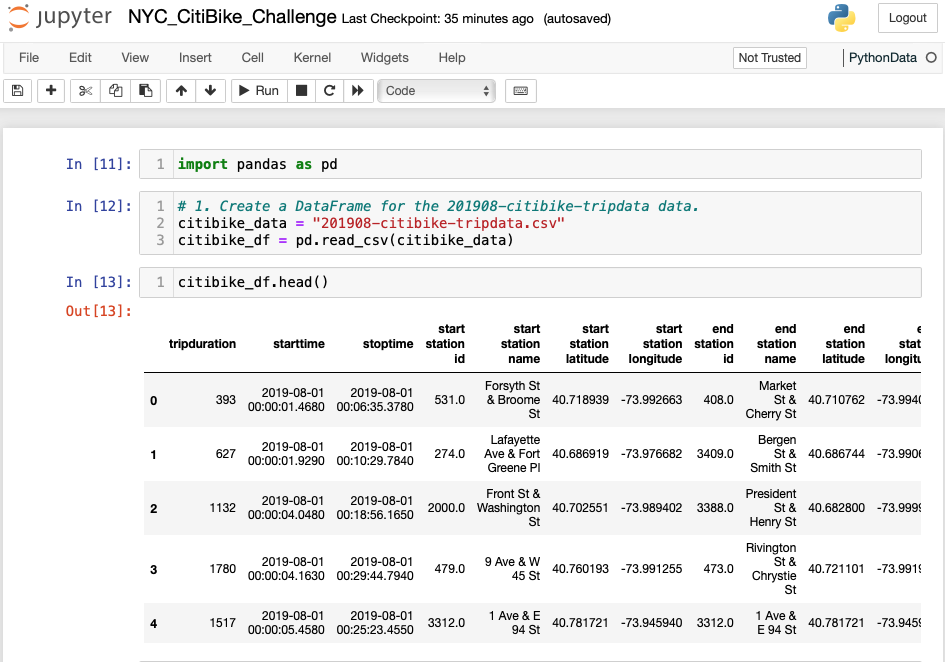 jupyter NYC_CitiBike_Challenge Last Checkpoint: 35 minutes ago (autosaved) Logout
File Edit View Insert Cell Kernel Widgets Help Not Trusted PythonData
Run Code
In [11]: 1 import pandas as pd
In [12]: 1 # 1. Create a DataFrame for the 201908-citibike-tripdata data.
2 citibike_data = "201908-citibike-tripdata.csv"
3 citibike_df = pd.read_csv(citibike_data)
In [13]: 1 citibike_df.head()
Out[13]:
start start start start end end end
tripduration starttime stoptime station station station station station station station
id name latitude longitude id name latitude
Forsyth St Market
0 393 2019-08-01 2019-08-01 531.0 & Broome 40.718939 -73.992663 408.0 St & 40.710762 -73.9940
00:00:01.4680 00:06:35.3780 St Cherry St
Lafayette Bergen
1 627 2019-08-01 2019-08-01 274.0 Ave & Fort 40.686919 -73.976682 3409.0 St & 40.686744 -73.9906
00:00:01.9290 00:10:29.7840 Greene Pl Smith St
Front St & President
2 1132 2019-08-01 2019-08-01 2000.0 Washington 40.702551 -73.989402 3388.0 St & 40.682800 -73.9999
00:00:04.0480 00:18:56.1650 St Henry St
Rivington
3 1780 2019-08-01 2019-08-01 479.0 9 Ave & W 40.760193 -73.991255 473.0 St & 40.721101 -73.9919
00:00:04.1630 00:29:44.7940 45 St Chrystie
St
4 1517 2019-08-01 2019-08-01 3312.0 1 Ave & E 40.781721 -73.945940 3312.0 1 Ave & 40.781721 -73.9459
00:00:05.4580 00:25:23.4550 94 St E 94 St